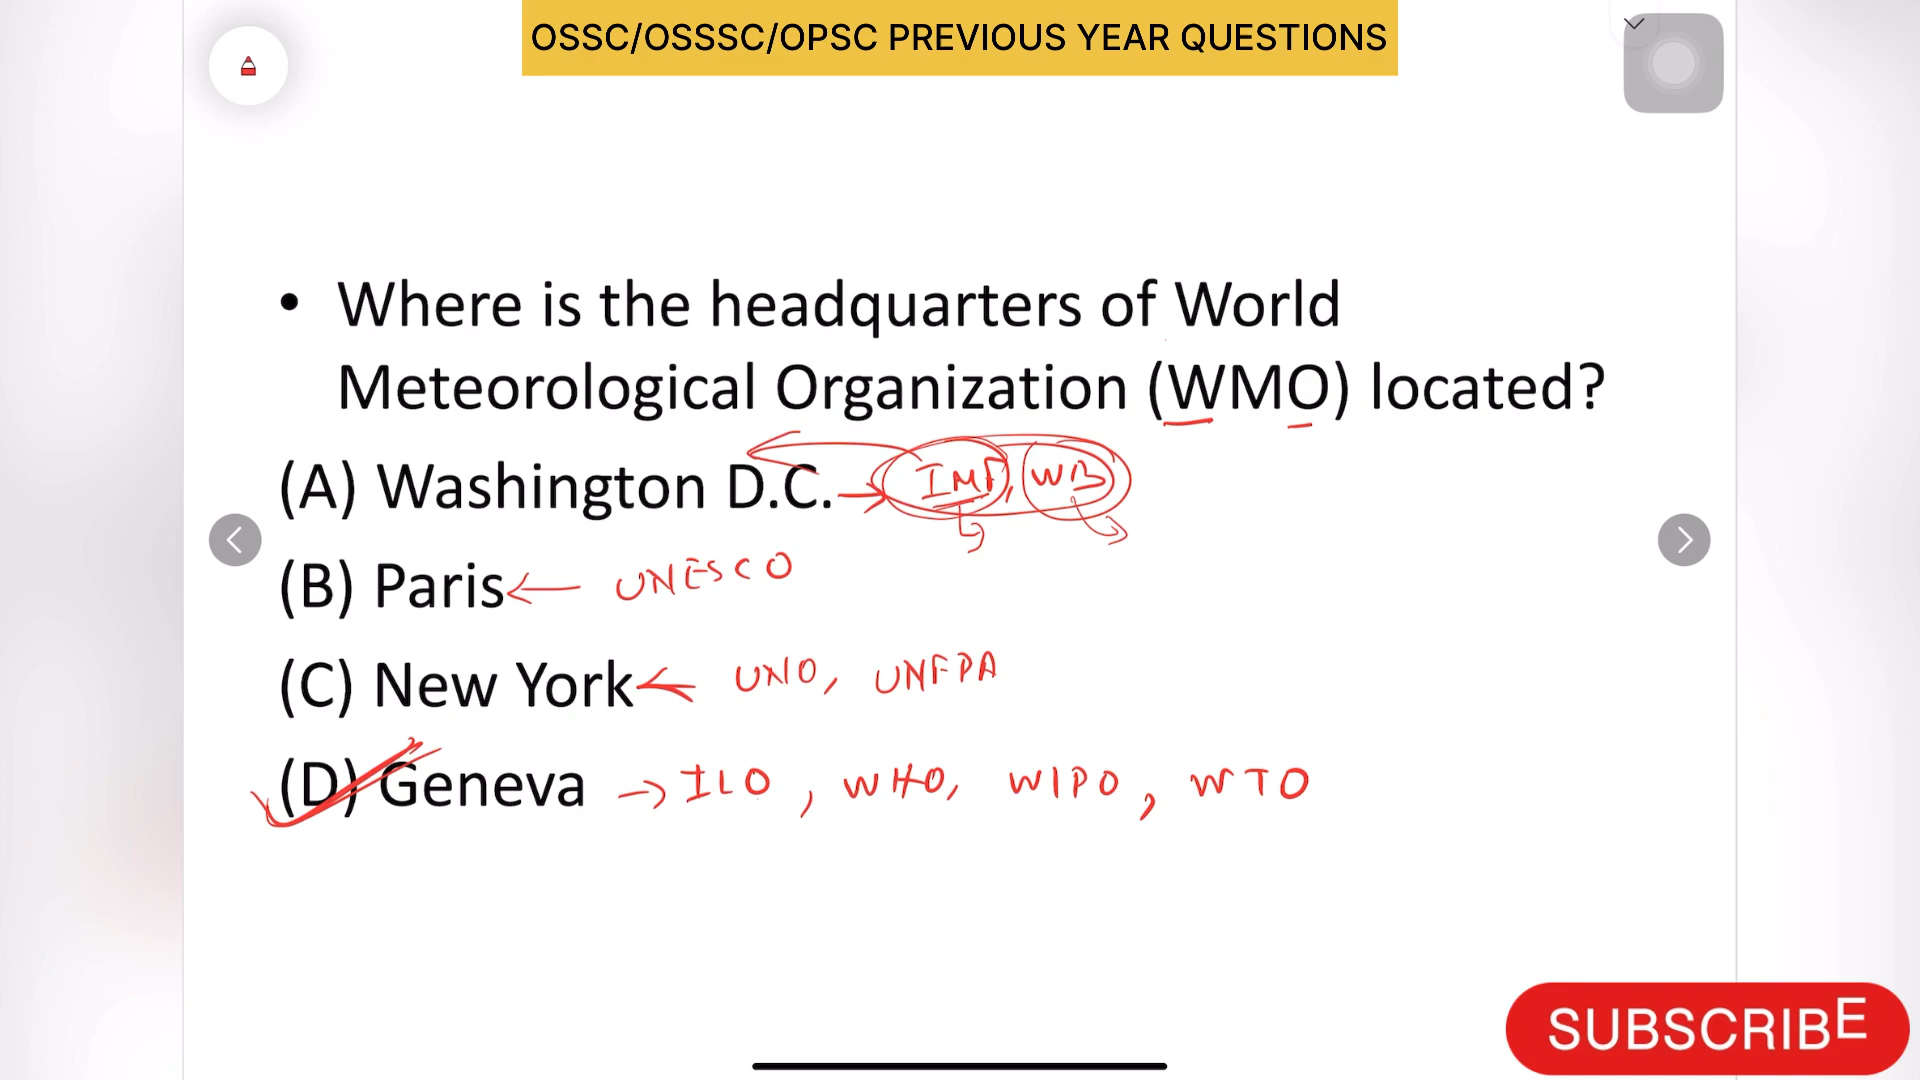 OSSC/OSSSC/OPSC PREVIOUS YEAR QUESTIONS
• Where is the headquarters of World
Meteorological Organization (WMO) located?
(A) Washington D.C. → IMF, WB
(B) Paris ← UNESCO
(C) New York ← UNO, UNFPA
(D) Geneva → ILO, WHO, WIPO, WTO
SUBSCRIBE